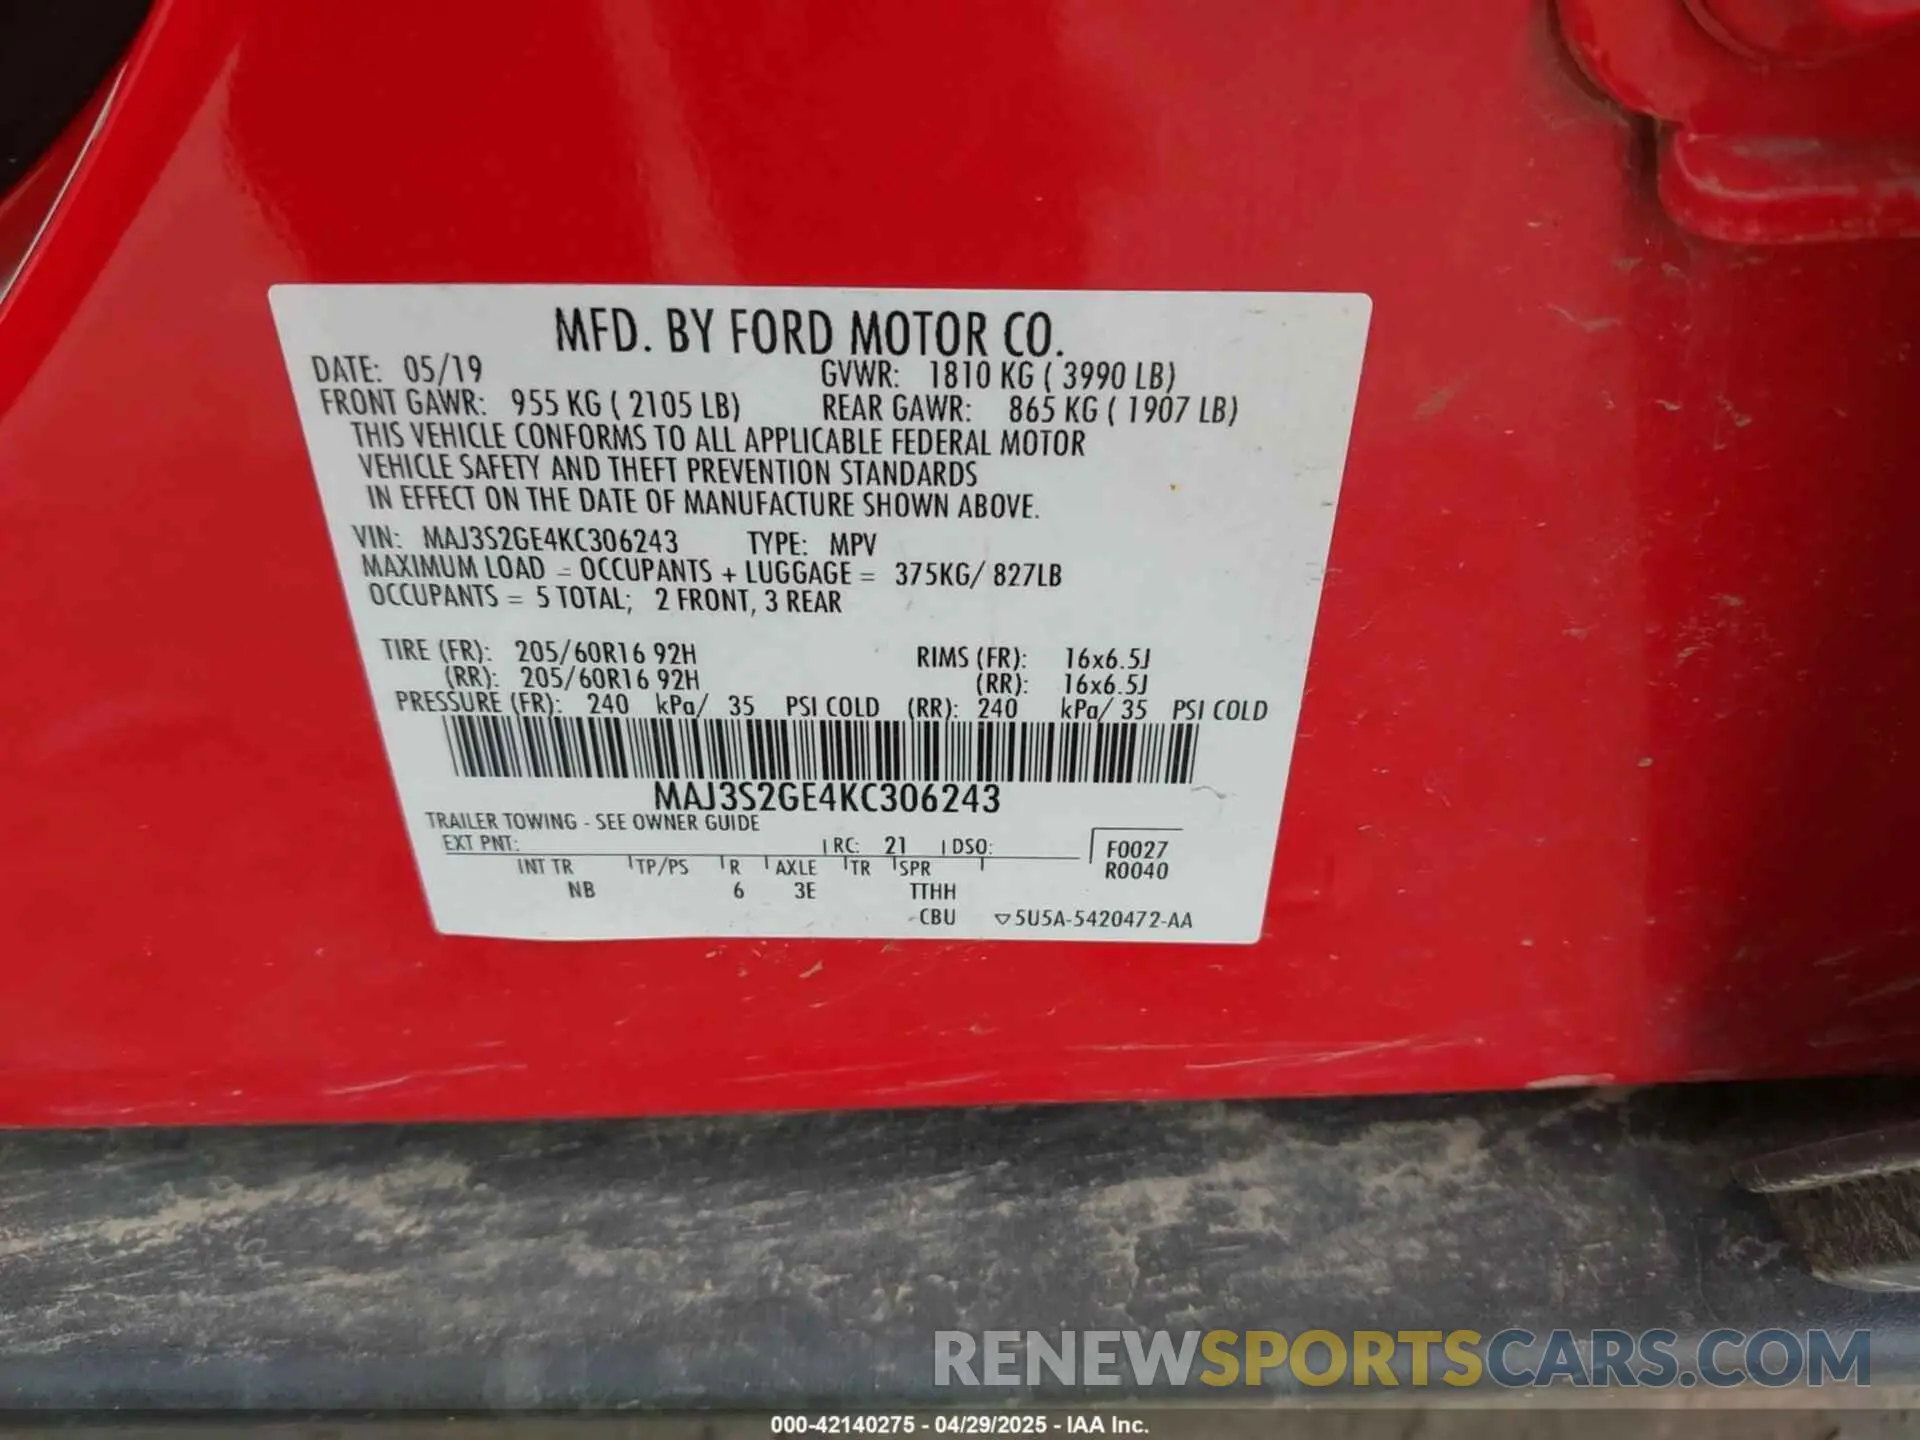 MFD. BY FORD MOTOR CO.
DATE: 05/19 GVWR: 1810 KG ( 3990 LB)
FRONT GAWR: 955 KG ( 2105 LB) REAR GAWR: 865 KG ( 1907 LB)
THIS VEHICLE CONFORMS TO ALL APPLICABLE FEDERAL MOTOR
VEHICLE SAFETY AND THEFT PREVENTION STANDARDS
IN EFFECT ON THE DATE OF MANUFACTURE SHOWN ABOVE.
VIN: MAJ3S2GE4KC306243 TYPE: MPV
MAXIMUM LOAD = OCCUPANTS + LUGGAGE = 375KG/ 827LB
OCCUPANTS = 5 TOTAL; 2 FRONT, 3 REAR
TIRE (FR): 205/60R16 92H RIMS (FR): 16x6.5J
(RR): 205/60R16 92H (RR): 16x6.5J
PRESSURE (FR): 240 kPa/ 35 PSI COLD (RR): 240 kPa/ 35 PSI COLD
MAJ3S2GE4KC306243
TRAILER TOWING - SEE OWNER GUIDE
EXT PNT: RC: 21 DSO: F0027
INT TR TP/PS R AXLE TR SPR R0040
NB 6 3E TTHH
CBU ▽5U5A-5420472-AA
RENEWSPORTSCARS.COM
000-42140275 - 04/29/2025 - IAA Inc.